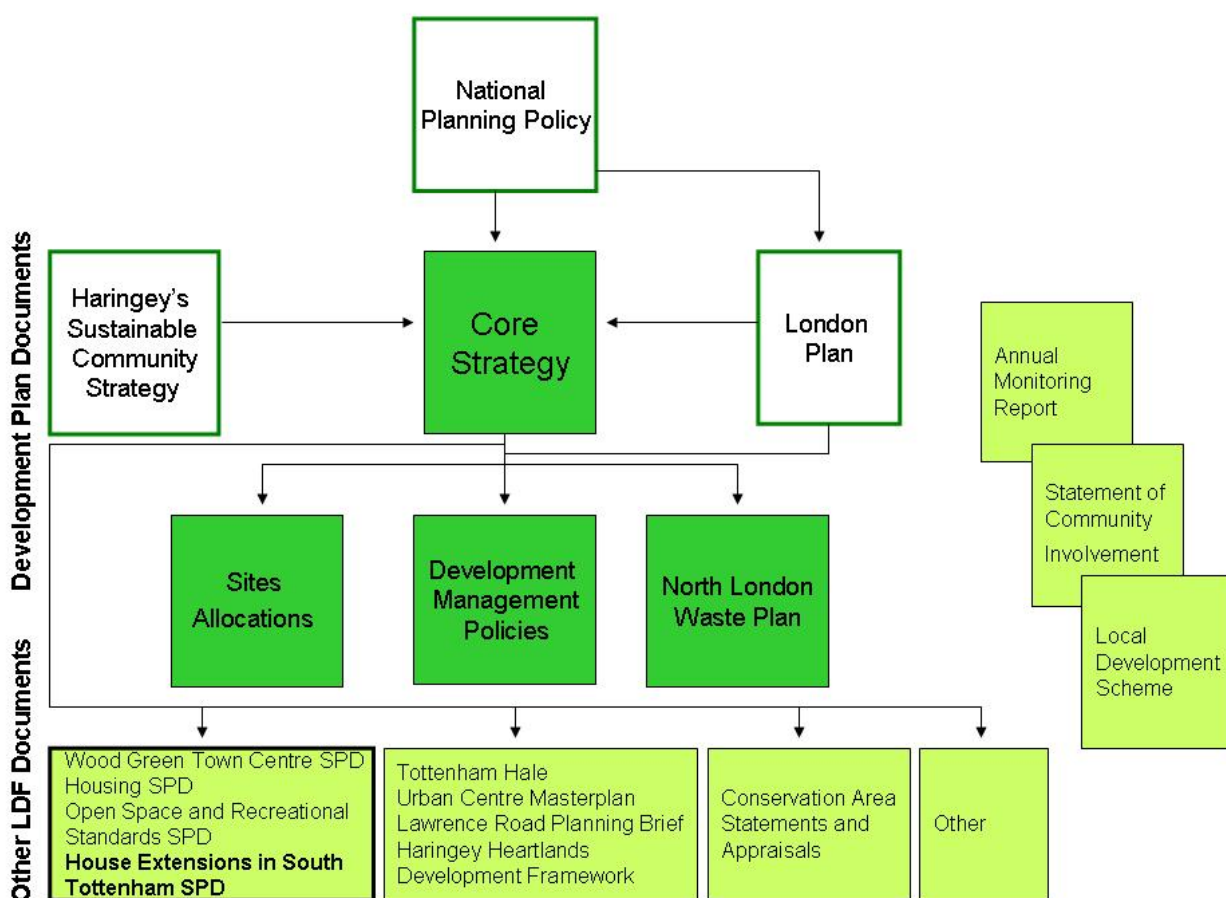 National
Planning Policy
Development Plan Documents
Haringey's
Sustainable
Community
Strategy
Core
Strategy
London
Plan
Annual
Monitoring
Report
Statement of
Community
Involvement
Local
Development
Scheme
Sites
Allocations
Development
Management
Policies
North London
Waste Plan
Other LDF Documents
Wood Green Town Centre SPD
Housing SPD
Open Space and Recreational
Standards SPD
House Extensions in South
Tottenham SPD
Tottenham Hale
Urban Centre Masterplan
Lawrence Road Planning Brief
Haringey Heartlands
Development Framework
Conservation Area
Statements and
Appraisals
Other